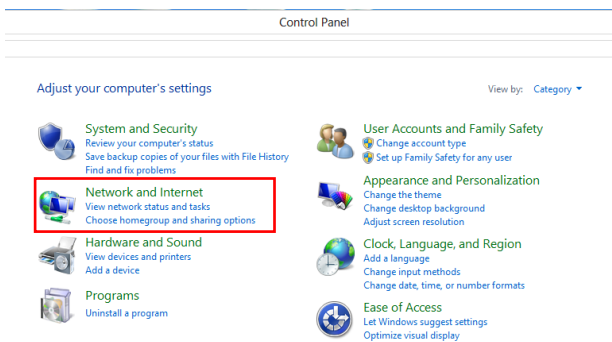 Control Panel
Adjust your computer's settings
View by: Category
System and Security
Review your computer's status
Save backup copies of your files with File History
Find and fix problems
Network and Internet
View network status and tasks
Choose homegroup and sharing options
Hardware and Sound
View devices and printers
Add a device
Programs
Uninstall a program
User Accounts and Family Safety
Change account type
Set up Family Safety for any user
Appearance and Personalization
Change the theme
Change desktop background
Adjust screen resolution
Clock, Language, and Region
Add a language
Change input methods
Change date, time, or number formats
Ease of Access
Let Windows suggest settings
Optimize visual display